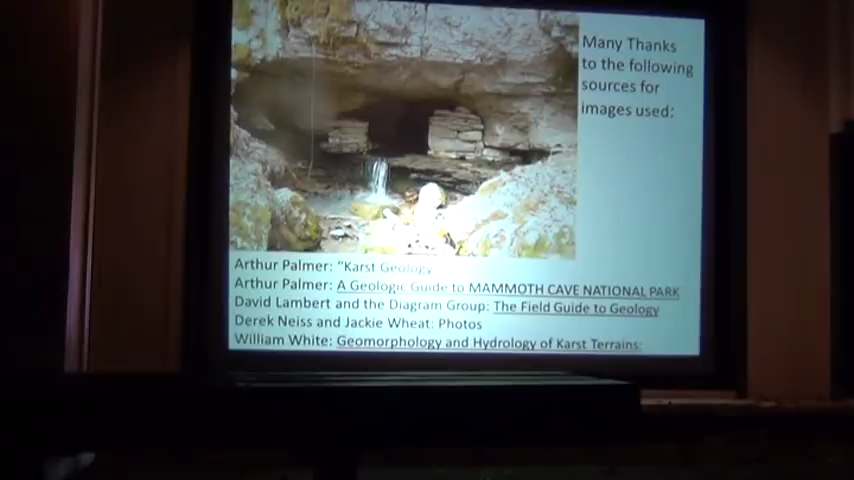 Many Thanks
to the following
sources for
images used:
Arthur Palmer: “Karst Geology
Arthur Palmer: A Geologic Guide to MAMMOTH CAVE NATIONAL PARK
David Lambert and the Diagram Group: The Field Guide to Geology
Derek Neiss and Jackie Wheat: Photos
William White: Geomorphology and Hydrology of Karst Terrains: